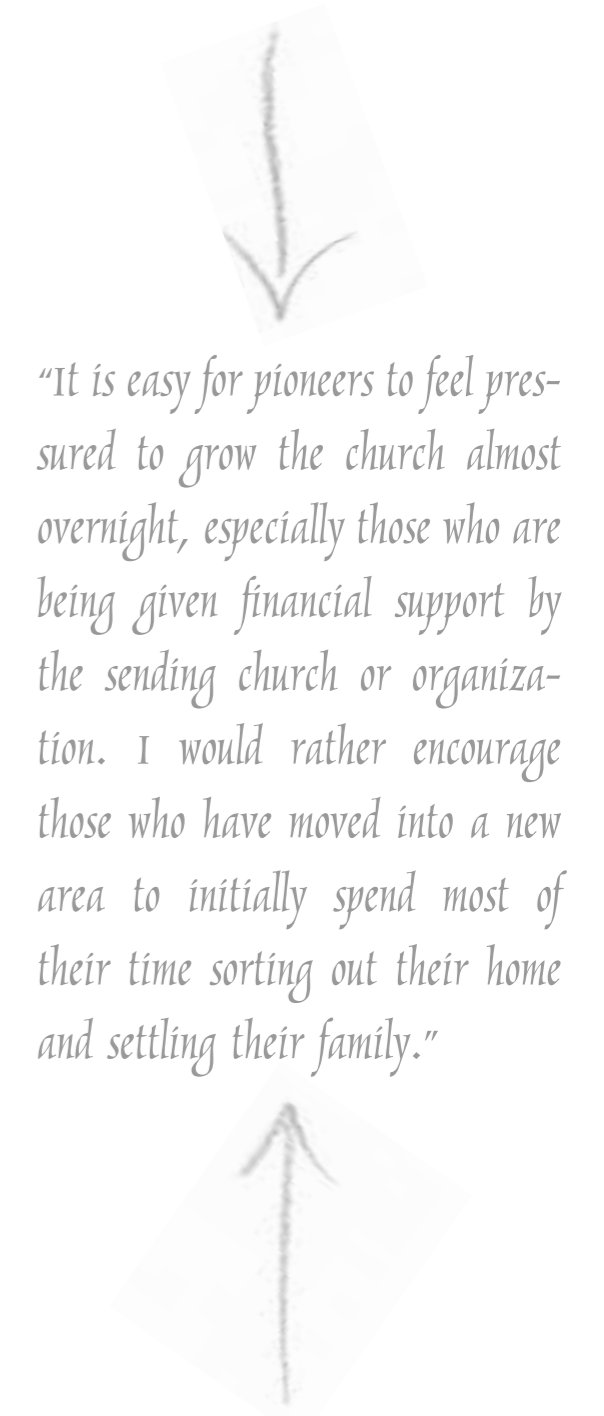 “It is easy for pioneers to feel pres-
sured to grow the church almost
overnight, especially those who are
being given financial support by
the sending church or organiza-
tion. I would rather encourage
those who have moved into a new
area to initially spend most of
their time sorting out their home
and settling their family.”